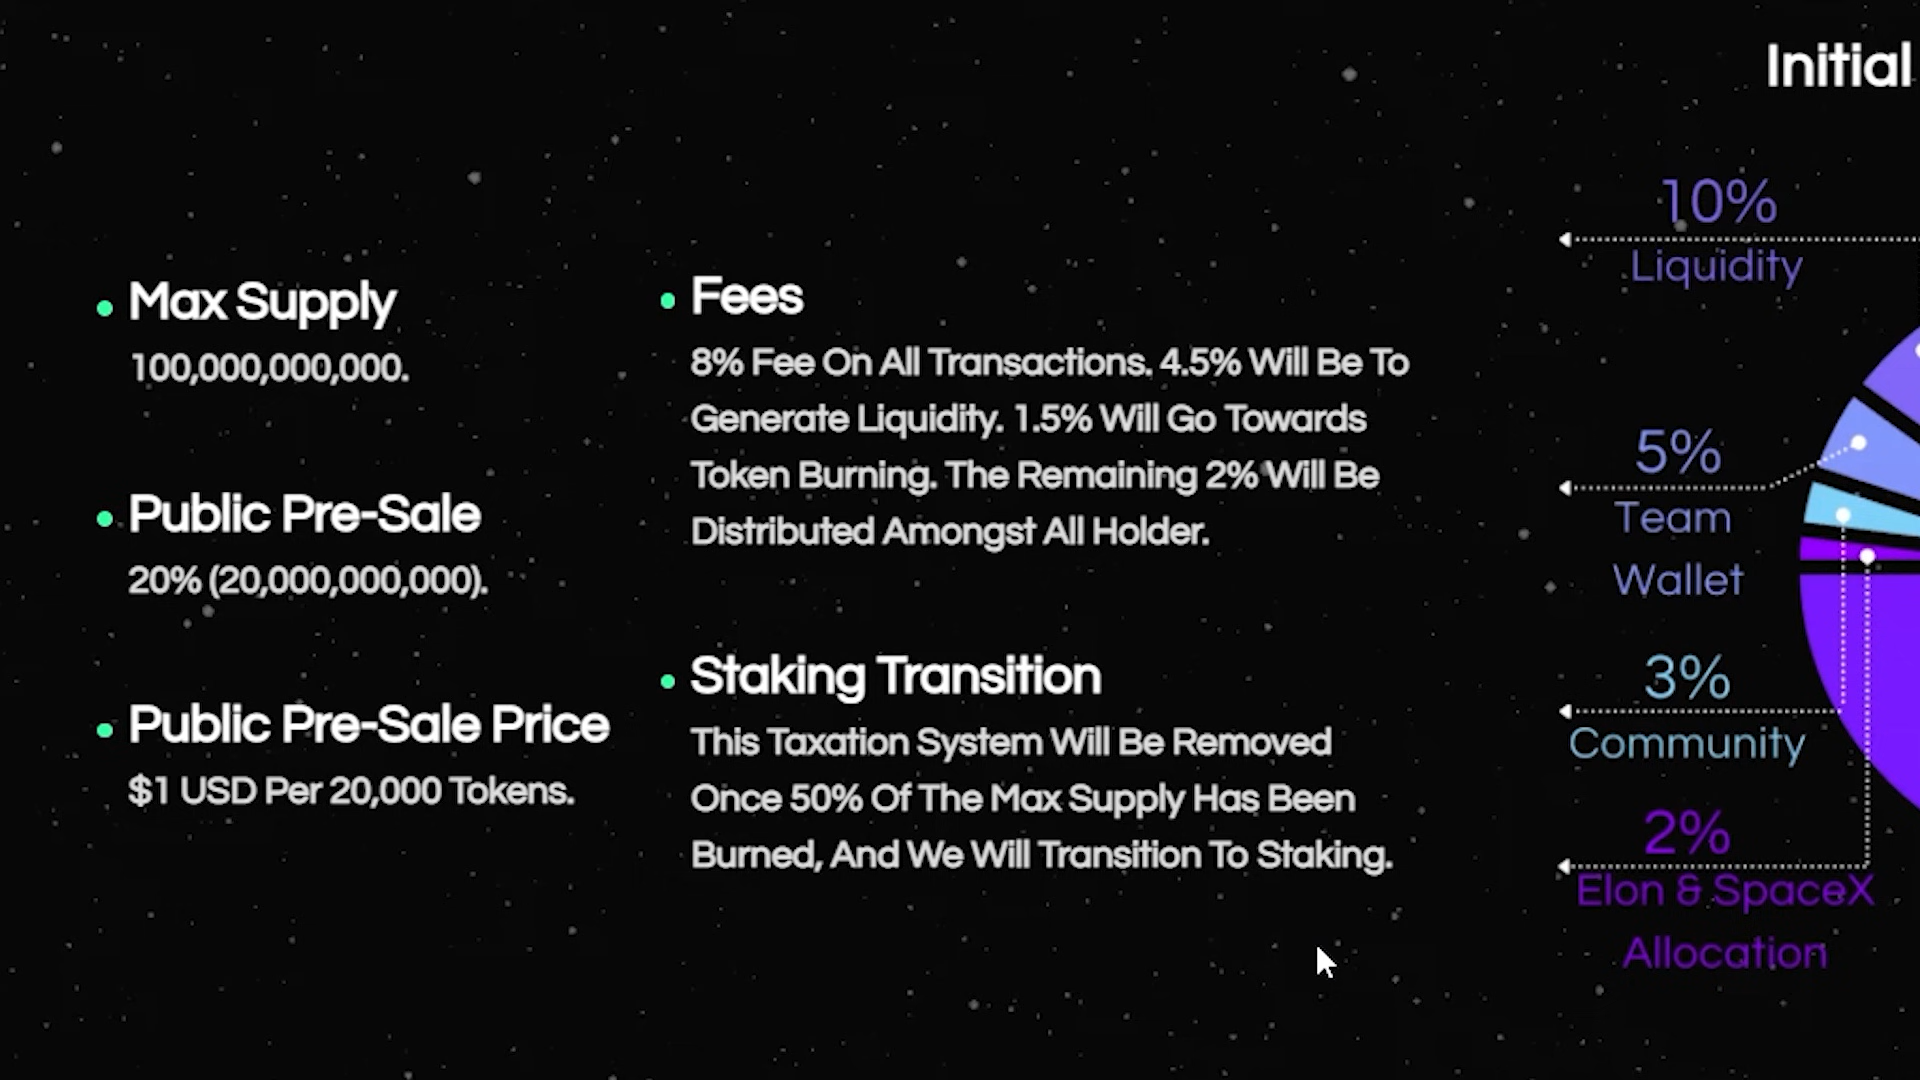 Initial
Max Supply
100,000,000,000.
Public Pre-Sale
20% (20,000,000,000).
Public Pre-Sale Price
$1 USD Per 20,000 Tokens.
Fees
8% Fee On All Transactions. 4.5% Will Be To
Generate Liquidity. 1.5% Will Go Towards
Token Burning. The Remaining 2% Will Be
Distributed Amongst All Holder.
Staking Transition
This Taxation System Will Be Removed
Once 50% Of The Max Supply Has Been
Burned, And We Will Transition To Staking.
10%
Liquidity
5%
Team
Wallet
3%
Community
2%
Elon & SpaceX
Allocation